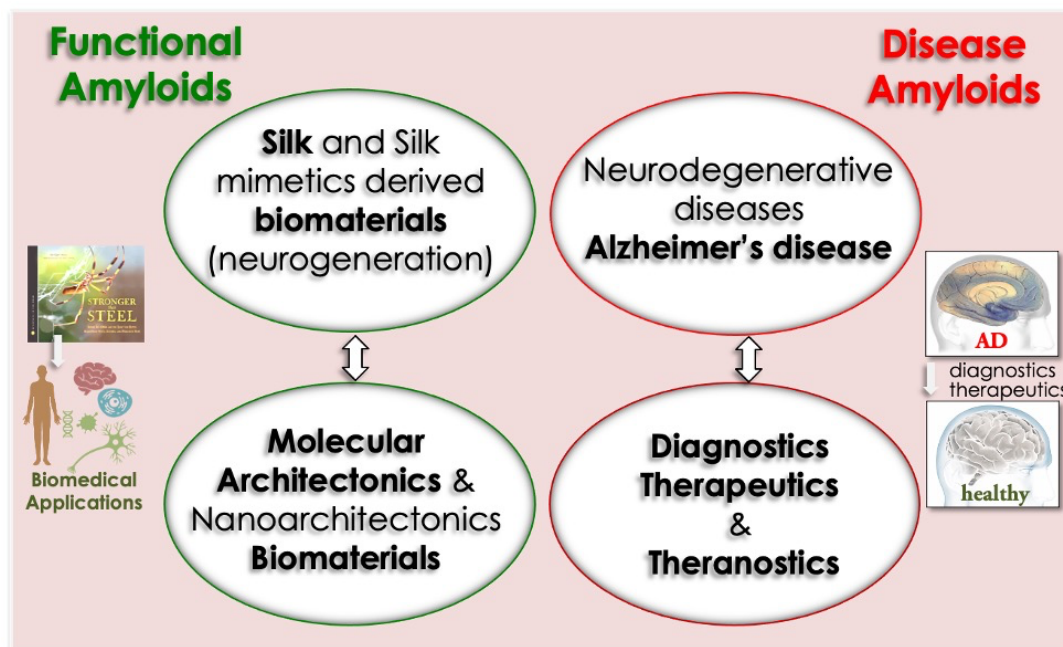 Functional
Amyloids
Disease
Amyloids
Silk and Silk
mimetics derived
biomaterials
(neurogeneration)
Neurodegenerative
diseases
Alzheimer's disease
STRONGER
STEEL
AD
diagnostics
therapeutics
healthy
Biomedical
Applications
Molecular
Architectonics &
Nanoarchitectonics
Biomaterials
Diagnostics
Therapeutics
&
Theranostics